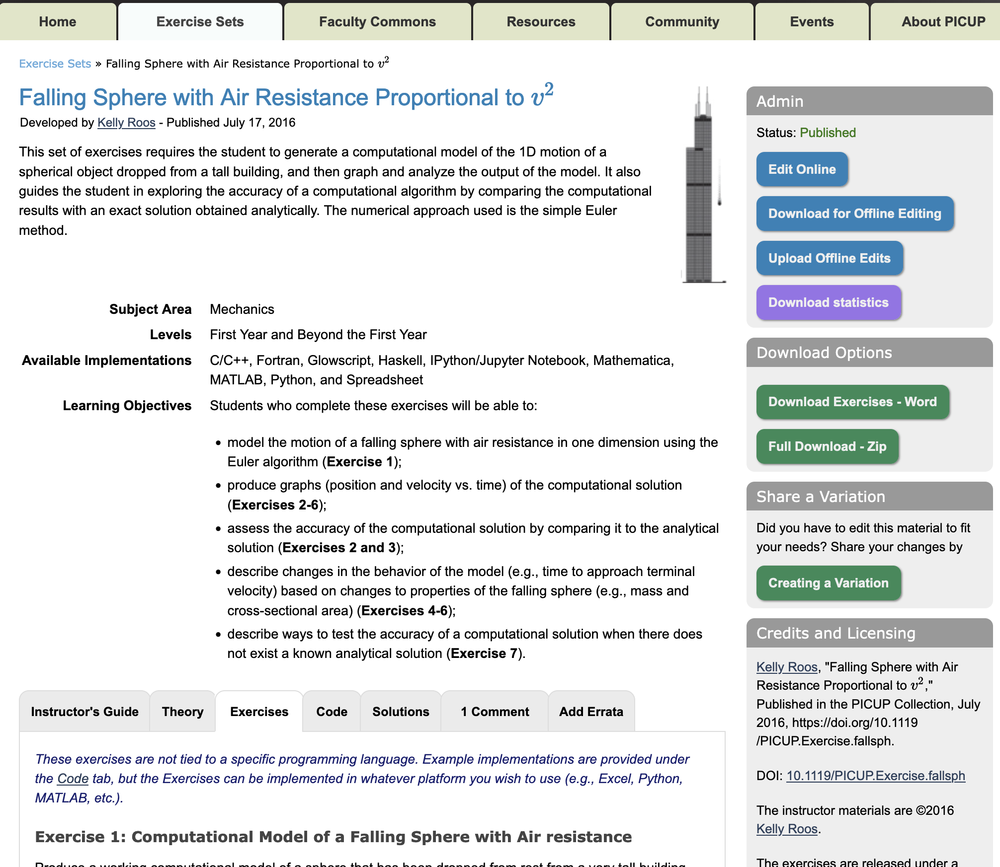 Home Exercise Sets Faculty Commons Resources Community Events About PICUP
Exercise Sets » Falling Sphere with Air Resistance Proportional to v²
Falling Sphere with Air Resistance Proportional to v²
Developed by Kelly Roos - Published July 17, 2016
This set of exercises requires the student to generate a computational model of the 1D motion of a
spherical object dropped from a tall building, and then graph and analyze the output of the model. It also
guides the student in exploring the accuracy of a computational algorithm by comparing the computational
results with an exact solution obtained analytically. The numerical approach used is the simple Euler
method.
Subject Area Mechanics
Levels First Year and Beyond the First Year
Available Implementations C/C++, Fortran, Glowscript, Haskell, IPython/Jupyter Notebook, Mathematica,
MATLAB, Python, and Spreadsheet
Learning Objectives Students who complete these exercises will be able to:
• model the motion of a falling sphere with air resistance in one dimension using the
Euler algorithm (Exercise 1);
• produce graphs (position and velocity vs. time) of the computational solution
(Exercises 2-6);
• assess the accuracy of the computational solution by comparing it to the analytical
solution (Exercises 2 and 3);
• describe changes in the behavior of the model (e.g., time to approach terminal
velocity) based on changes to properties of the falling sphere (e.g., mass and
cross-sectional area) (Exercises 4-6);
• describe ways to test the accuracy of a computational solution when there does
not exist a known analytical solution (Exercise 7).
Instructor's Guide Theory Exercises Code Solutions 1 Comment Add Errata
These exercises are not tied to a specific programming language. Example implementations are provided under
the Code tab, but the Exercises can be implemented in whatever platform you wish to use (e.g., Excel, Python,
MATLAB, etc.).
Exercise 1: Computational Model of a Falling Sphere with Air resistance
Produce a working computational model of a sphere that has been dropped from rest from a very tall building
Admin
Status: Published
Edit Online
Download for Offline Editing
Upload Offline Edits
Download statistics
Download Options
Download Exercises - Word
Full Download - Zip
Share a Variation
Did you have to edit this material to fit
your needs? Share your changes by
Creating a Variation
Credits and Licensing
Kelly Roos, "Falling Sphere with Air
Resistance Proportional to v²,"
Published in the PICUP Collection, July
2016, https://doi.org/10.1119
/PICUP.Exercise.fallsph.
DOI: 10.1119/PICUP.Exercise.fallsph
The instructor materials are ©2016
Kelly Roos.
The exercises are released under a